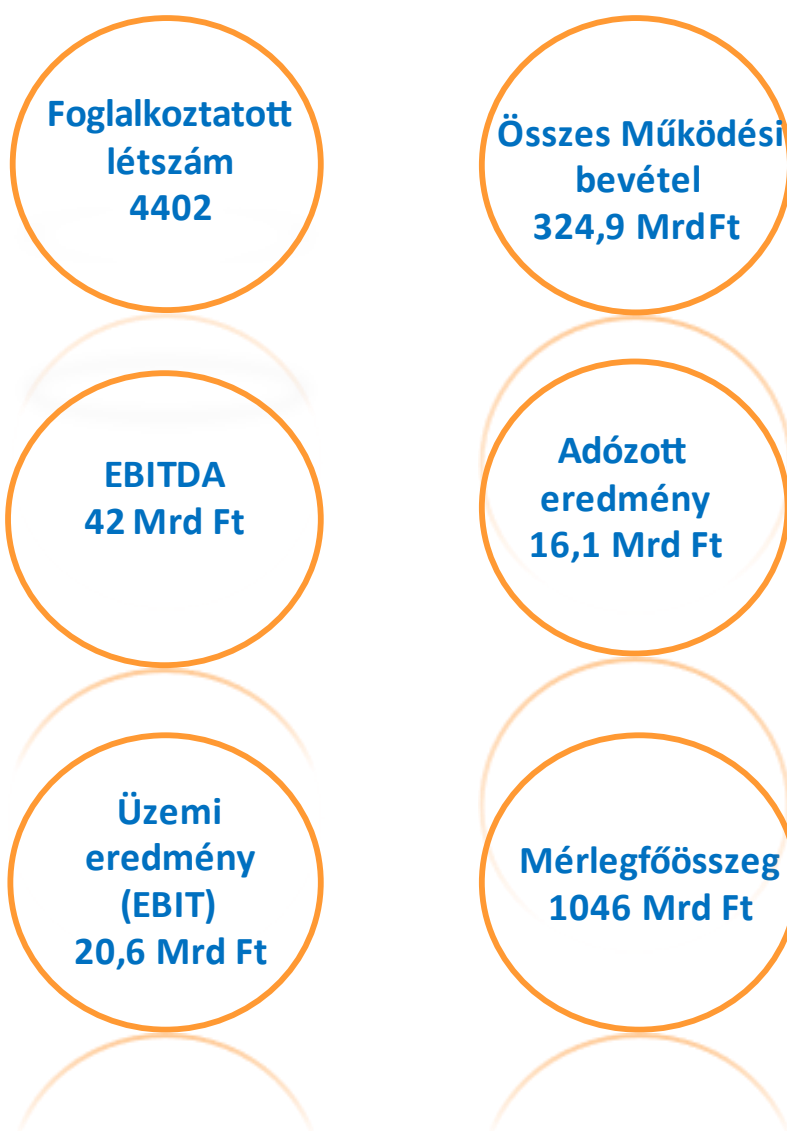 Foglalkoztatott
létszám
4402
Összes Működési
bevétel
324,9 MrdFt
EBITDA
42 Mrd Ft
Adózott
eredmény
16,1 Mrd Ft
Üzemi
eredmény
(EBIT)
20,6 Mrd Ft
Mérlegfőösszeg
1046 Mrd Ft